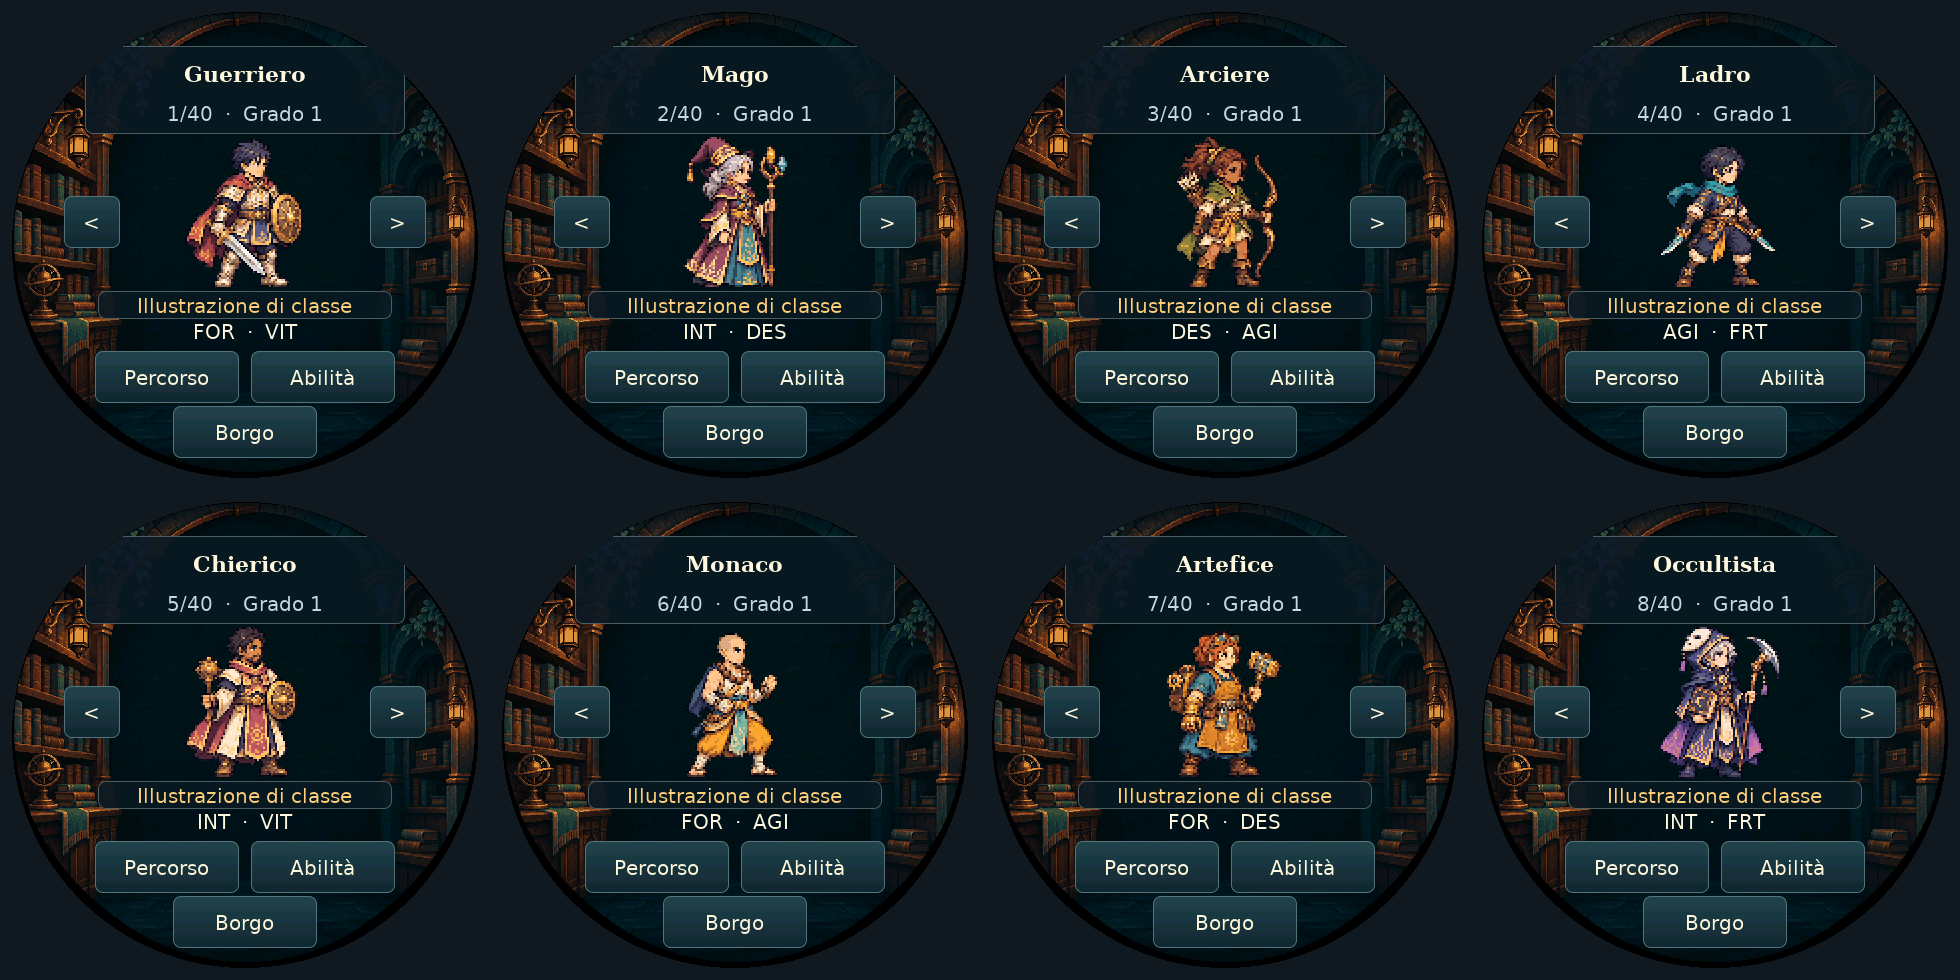 Guerriero
1/40 · Grado 1
<
>
Illustrazione di classe
FOR · VIT
Percorso
Abilità
Borgo
Mago
2/40 · Grado 1
<
>
Illustrazione di classe
INT · DES
Percorso
Abilità
Borgo
Arciere
3/40 · Grado 1
<
>
Illustrazione di classe
DES · AGI
Percorso
Abilità
Borgo
Ladro
4/40 · Grado 1
<
>
Illustrazione di classe
AGI · FRT
Percorso
Abilità
Borgo
Chierico
5/40 · Grado 1
<
>
Illustrazione di classe
INT · VIT
Percorso
Abilità
Borgo
Monaco
6/40 · Grado 1
<
>
Illustrazione di classe
FOR · AGI
Percorso
Abilità
Borgo
Artefice
7/40 · Grado 1
<
>
Illustrazione di classe
FOR · DES
Percorso
Abilità
Borgo
Occultista
8/40 · Grado 1
<
>
Illustrazione di classe
INT · FRT
Percorso
Abilità
Borgo